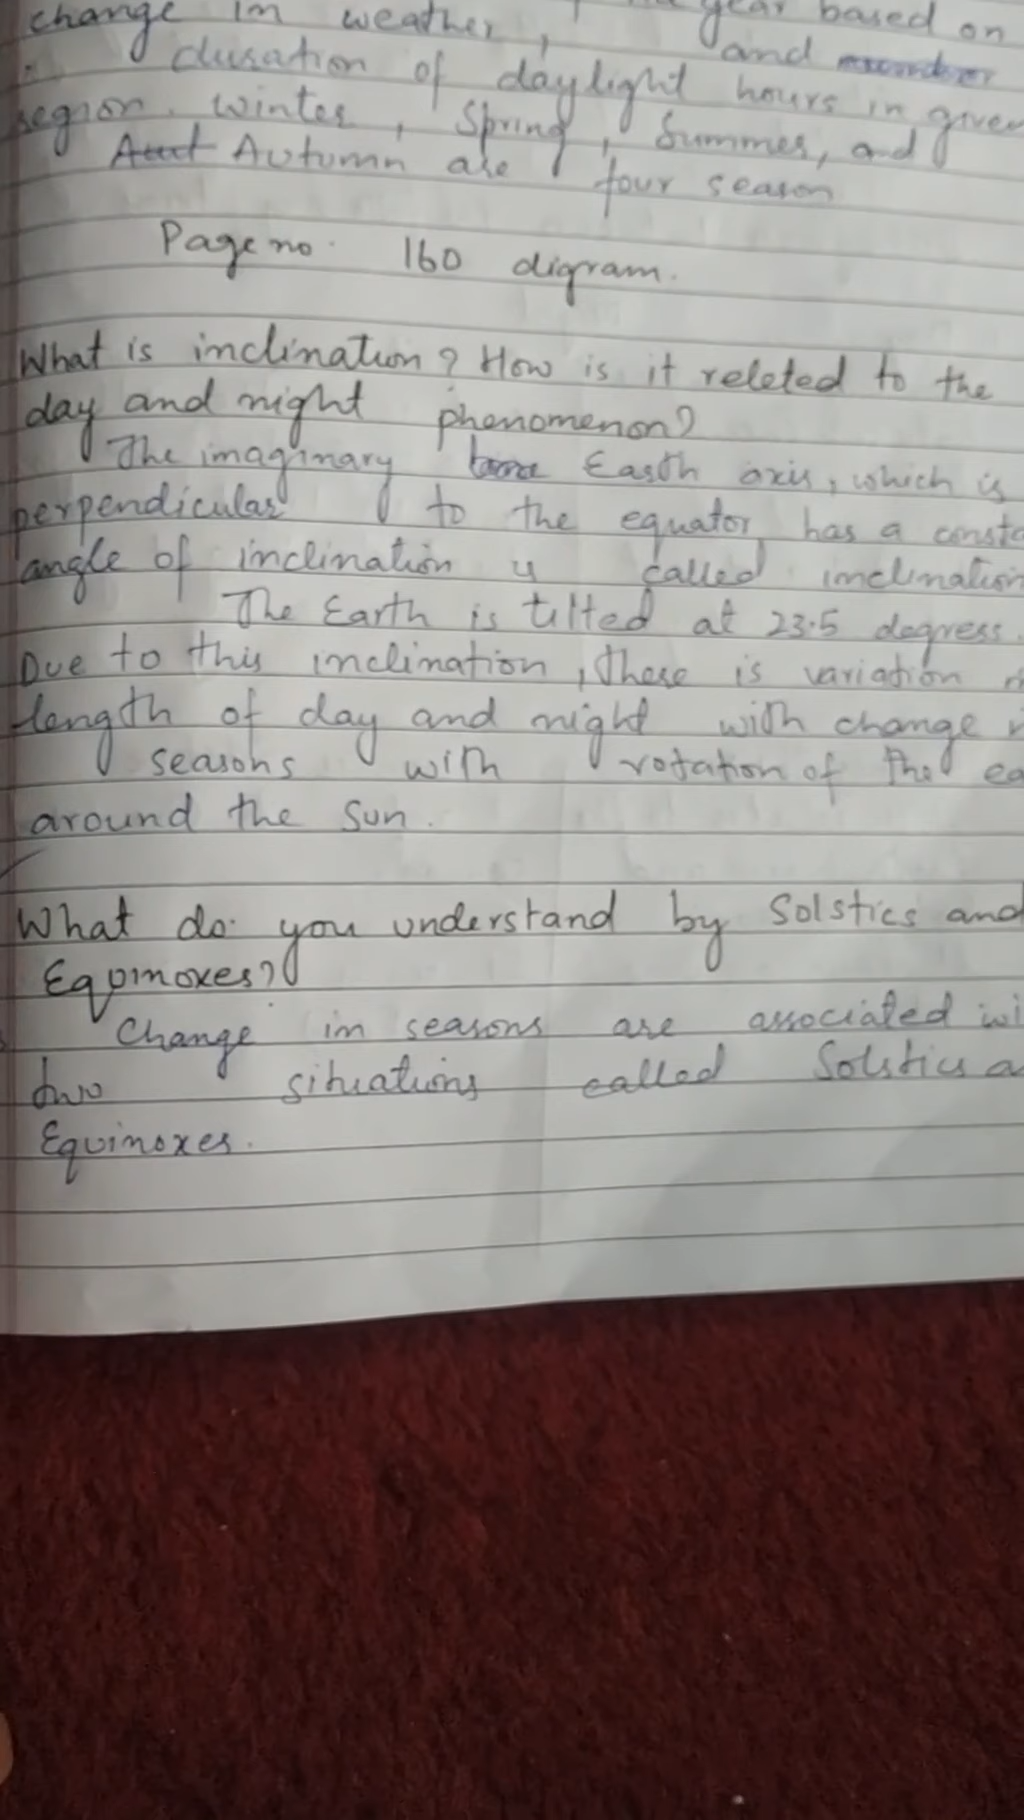 change in weather, year based on
duration of daylight hours in given
region. Winter, Spring, Summer, and
Autumn are four season
Page no. 160 digram.
What is inclination? How is it releted to the
day and night phenomenon?
The imaginary Earth axis, which is
perpendicular to the equator has a consta
angle of inclination is called inclination
The Earth is tilted at 23.5 degress.
Due to this inclination, there is variation
length of day and night with change
seasons with rotation of the ea
around the Sun.
What do you understand by Solstics and
Equinoxes?
Change in seasons are associated wi
two situations called Solstics a
Equinoxes.